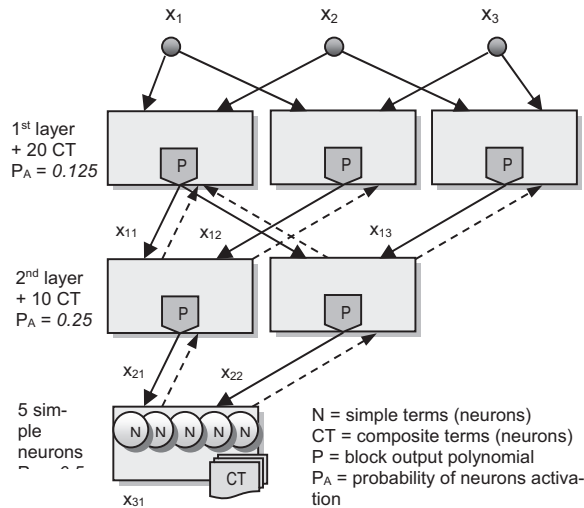 x1 x2 x3
1st layer
+ 20 CT
PA = 0.125
P P P
x11 x12 x13
2nd layer
+ 10 CT
PA = 0.25
P P
x21 x22
5 sim-
ple
neurons
N N N N N
CT
x31
N = simple terms (neurons)
CT = composite terms (neurons)
P = block output polynomial
PA = probability of neurons activa-
tion